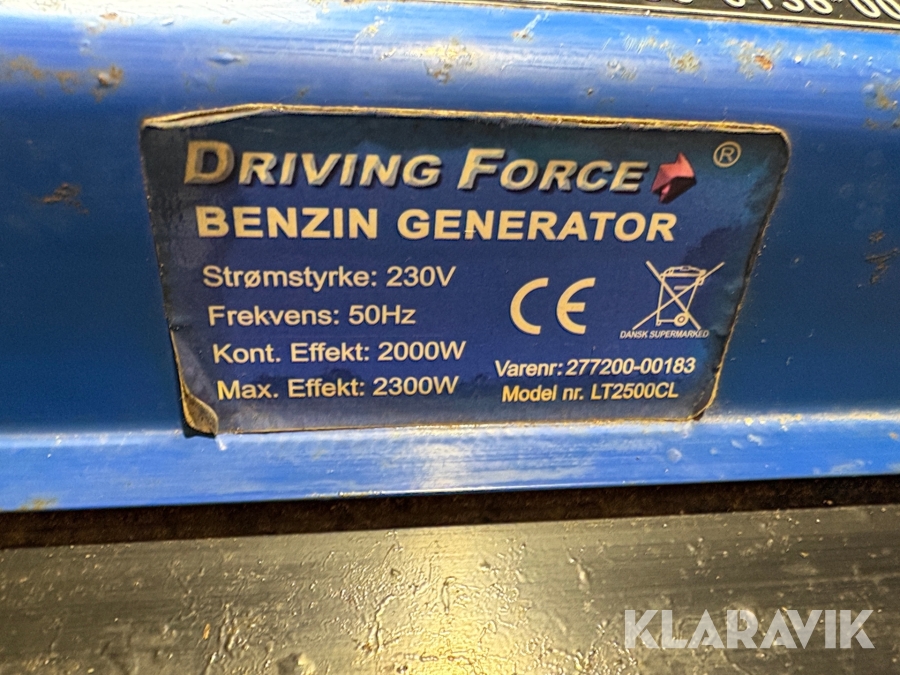 DRIVING FORCE ®
BENZIN GENERATOR
Strømstyrke: 230V
Frekvens: 50Hz
Kont. Effekt: 2000W
Max. Effekt: 2300W
CE
DANSK SUPERMARKED
Varenr: 277200-00183
Model nr. LT2500CL
KLARAVIK